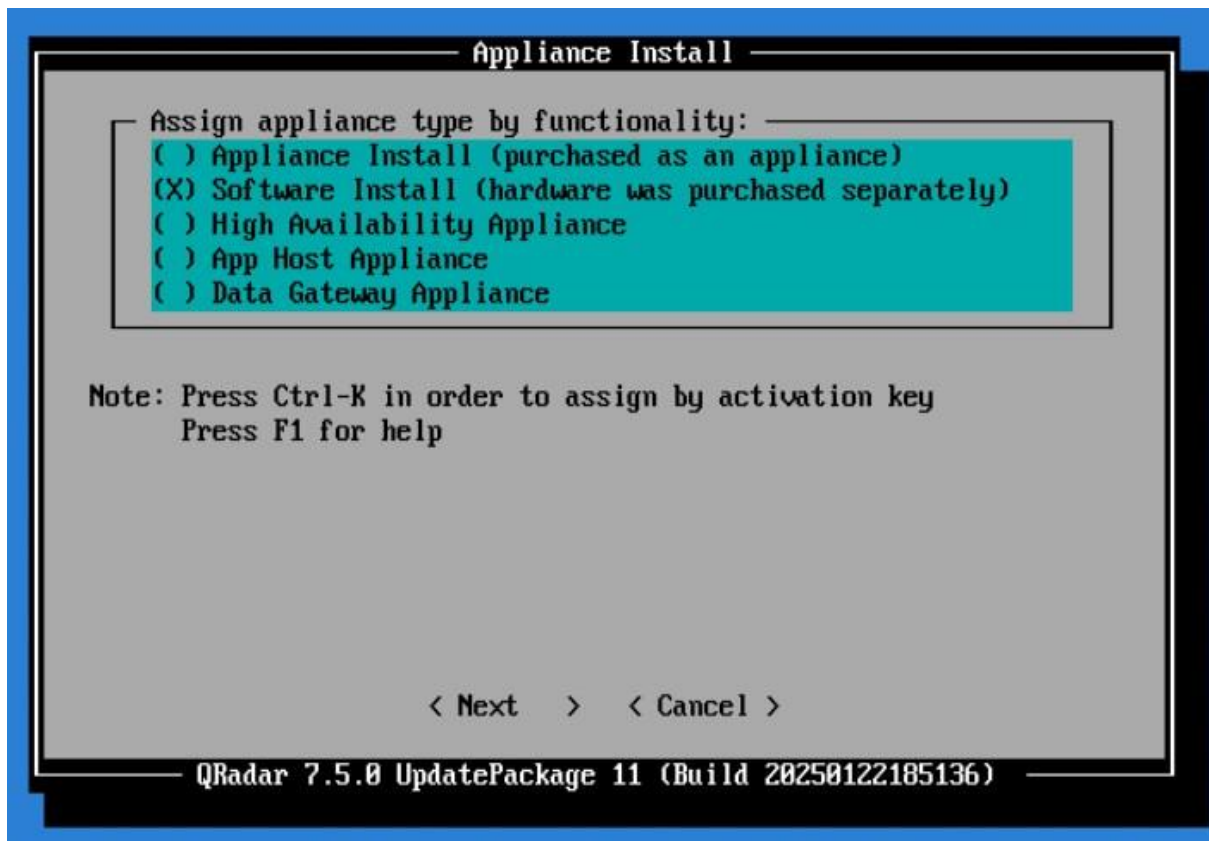 Appliance Install
Assign appliance type by functionality:
( ) Appliance Install (purchased as an appliance)
(X) Software Install (hardware was purchased separately)
( ) High Availability Appliance
( ) App Host Appliance
( ) Data Gateway Appliance
Note: Press Ctrl-K in order to assign by activation key
Press F1 for help
< Next > < Cancel >
QRadar 7.5.0 UpdatePackage 11 (Build 20250122185136)